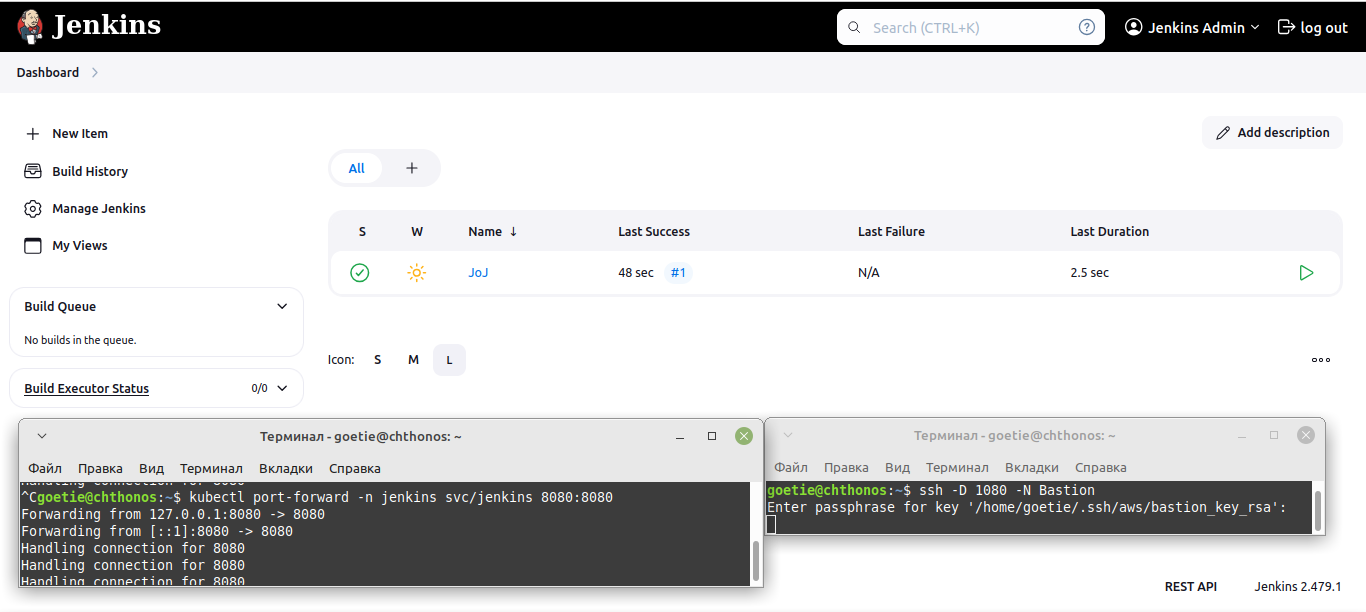 Jenkins
Search (CTRL+K)
Jenkins Admin
log out
Dashboard
New Item
Build History
Manage Jenkins
My Views
Add description
All
S W Name ↓ Last Success Last Failure Last Duration
JoJ 48 sec #1 N/A 2.5 sec
Build Queue
No builds in the queue.
Icon: S M L
Build Executor Status 0/0
Терминал - goetie@chthonos: ~
Файл Правка Вид Терминал Вкладки Справка
Handling connection for 8080
^Cgoetie@chthonos:~$ kubectl port-forward -n jenkins svc/jenkins 8080:8080
Forwarding from 127.0.0.1:8080 -> 8080
Forwarding from [::1]:8080 -> 8080
Handling connection for 8080
Handling connection for 8080
Handling connection for 8080
Терминал - goetie@chthonos: ~
Файл Правка Вид Терминал Вкладки Справка
goetie@chthonos:~$ ssh -D 1080 -N Bastion
Enter passphrase for key '/home/goetie/.ssh/aws/bastion_key_rsa':
REST API
Jenkins 2.479.1